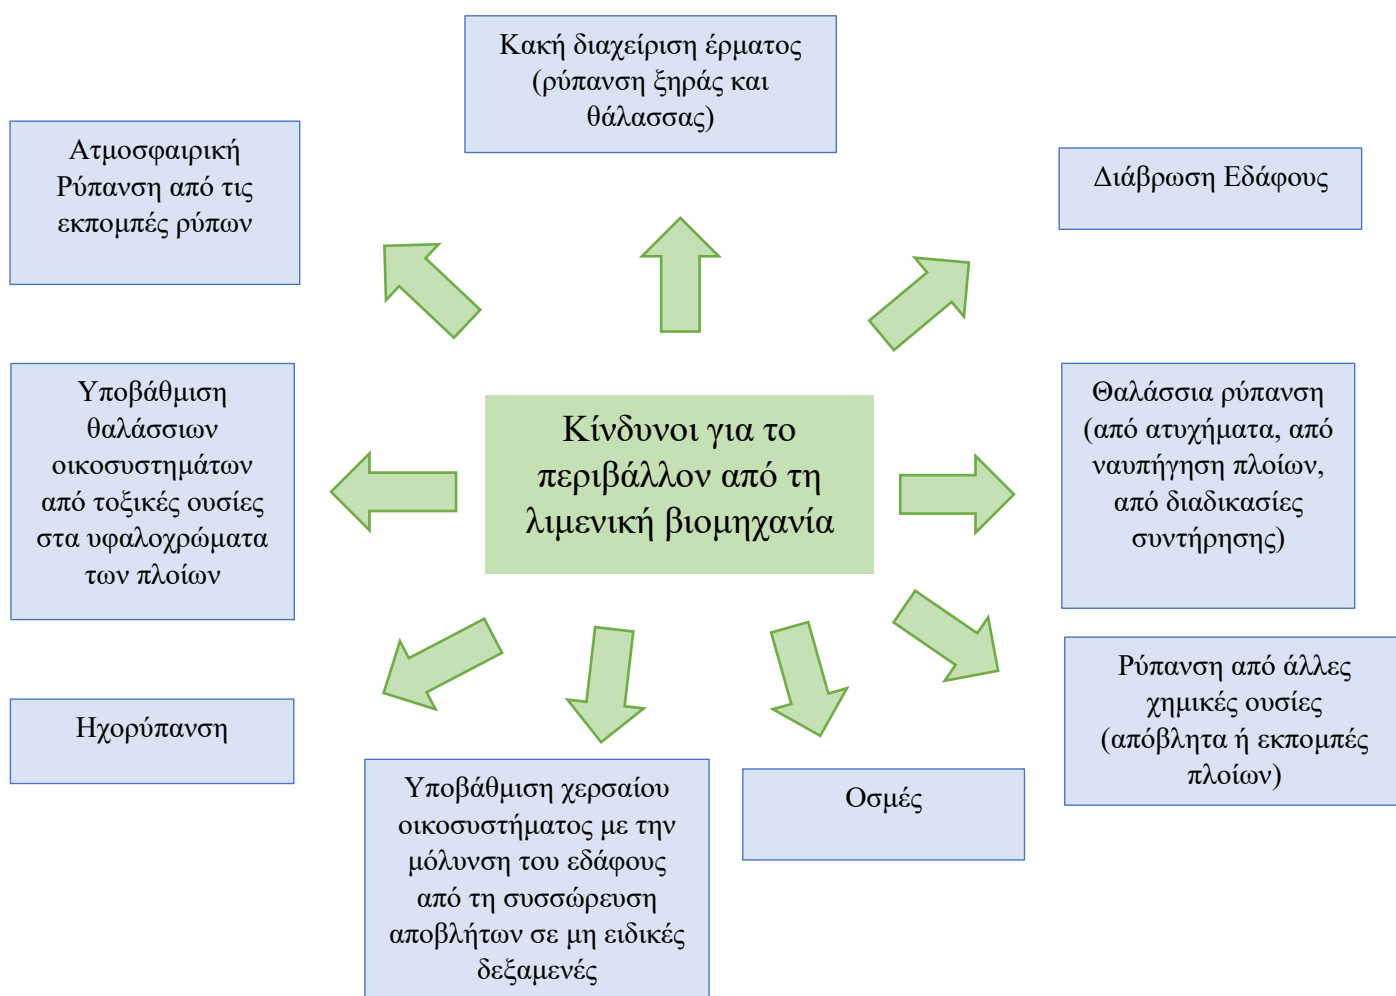 Κακή διαχείριση έρματος
(ρύπανση ξηράς και
θάλασσας)
Ατμοσφαιρική
Ρύπανση από τις
εκπομπές ρύπων
Διάβρωση Εδάφους
Υποβάθμιση
θαλάσσιων
οικοσυστημάτων
από τοξικές ουσίες
στα υφαλοχρώματα
των πλοίων
Κίνδυνοι για το
περιβάλλον από τη
λιμενική βιομηχανία
Θαλάσσια ρύπανση
(από ατυχήματα, από
ναυπήγηση πλοίων,
από διαδικασίες
συντήρησης)
Ηχορύπανση
Υποβάθμιση χερσαίου
οικοσυστήματος με την
μόλυνση του εδάφους
από τη συσσώρευση
αποβλήτων σε μη ειδικές
δεξαμενές
Οσμές
Ρύπανση από άλλες
χημικές ουσίες
(απόβλητα ή εκπομπές
πλοίων)